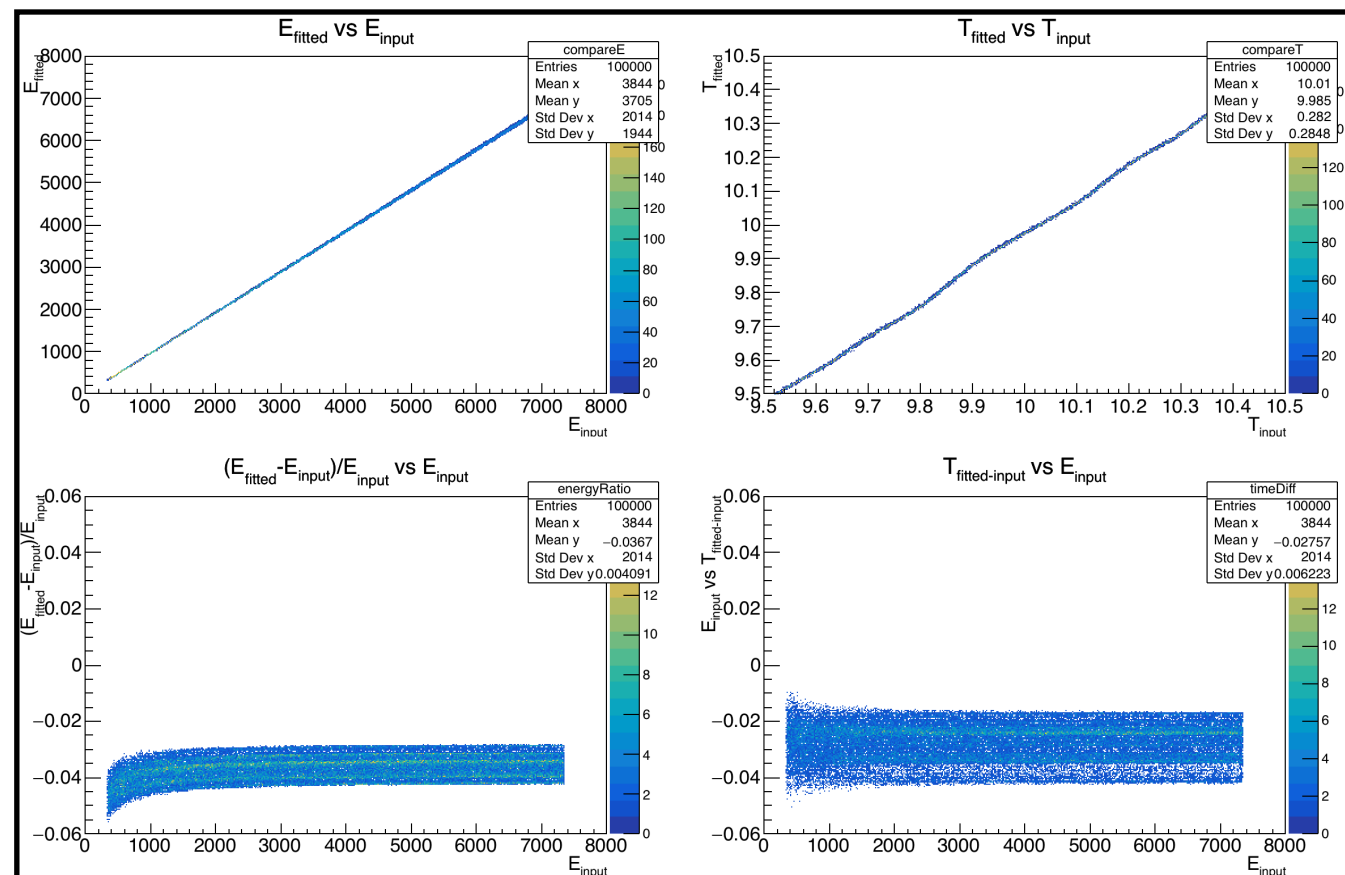 E_fitted vs E_input
compareE
Entries 100000
Mean x 3844
Mean y 3705
Std Dev x 2014
Std Dev y 1944
E_fitted
8000
7000
6000
5000
4000
3000
2000
1000
0
0 1000 2000 3000 4000 5000 6000 7000 8000
E_input
160
140
120
100
80
60
40
20
0
T_fitted vs T_input
compareT
Entries 100000
Mean x 10.01
Mean y 9.985
Std Dev x 0.282
Std Dev y 0.2848
T_fitted
10.5
10.4
10.3
10.2
10.1
10
9.9
9.8
9.7
9.6
9.5
9.5 9.6 9.7 9.8 9.9 10 10.1 10.2 10.3 10.4 10.5
T_input
120
100
80
60
40
20
0
(E_fitted-E_input)/E_input vs E_input
energyRatio
Entries 100000
Mean x 3844
Mean y −0.0367
Std Dev x 2014
Std Dev y 0.004091
(E_fitted-E_input)/E_input
0.06
0.04
0.02
0
−0.02
−0.04
−0.06
0 1000 2000 3000 4000 5000 6000 7000 8000
E_input
12
10
8
6
4
2
0
T_fitted-input vs E_input
timeDiff
Entries 100000
Mean x 3844
Mean y −0.02757
Std Dev x 2014
Std Dev y 0.006223
E_input vs T_fitted-input
0.06
0.04
0.02
0
−0.02
−0.04
−0.06
0 1000 2000 3000 4000 5000 6000 7000 8000
E_input
12
10
8
6
4
2
0